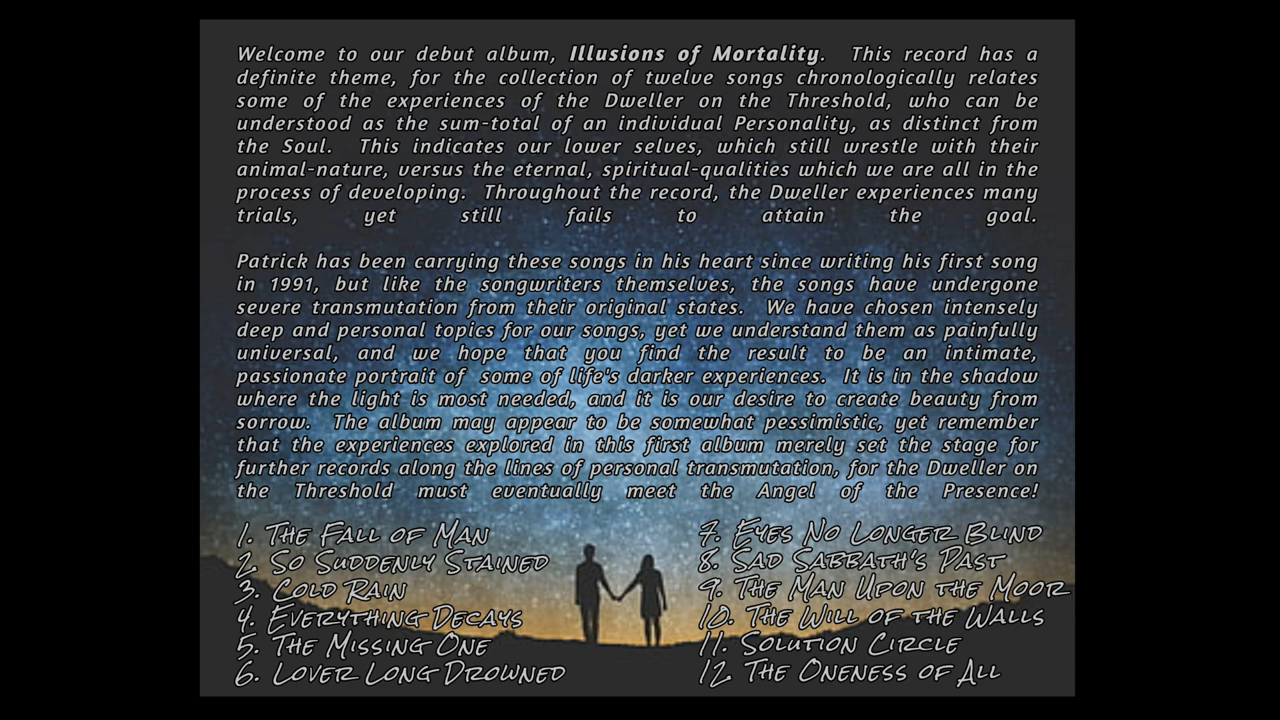 Welcome to our debut album, Illusions of Mortality. This record has a
definite theme, for the collection of twelve songs chronologically relates
some of the experiences of the Dweller on the Threshold, who can be
understood as the sum-total of an individual Personality, as distinct from
the Soul. This indicates our lower selves, which still wrestle with their
animal-nature, versus the eternal, spiritual-qualities which we are all in the
process of developing. Throughout the record, the Dweller experiences many
trials, yet still fails to attain the goal.
Patrick has been carrying these songs in his heart since writing his first song
in 1991, but like the songwriters themselves, the songs have undergone
severe transmutation from their original states. We have chosen intensely
deep and personal topics for our songs, yet we understand them as painfully
universal, and we hope that you find the result to be an intimate,
passionate portrait of some of life's darker experiences. It is in the shadow
where the light is most needed, and it is our desire to create beauty from
sorrow. The album may appear to be somewhat pessimistic, yet remember
that the experiences explored in this first album merely set the stage for
further records along the lines of personal transmutation, for the Dweller on
the Threshold must eventually meet the Angel of the Presence!
1. The Fall of Man
2. So Suddenly Stained
3. Cold Rain
4. Everything Decays
5. The Missing One
6. Lover Long Drowned
7. Eyes No Longer Blind
8. Sad Sabbath's Past
9. The Man Upon the Moor
10. The Will of the Walls
11. Solution Circle
12. The Oneness of All